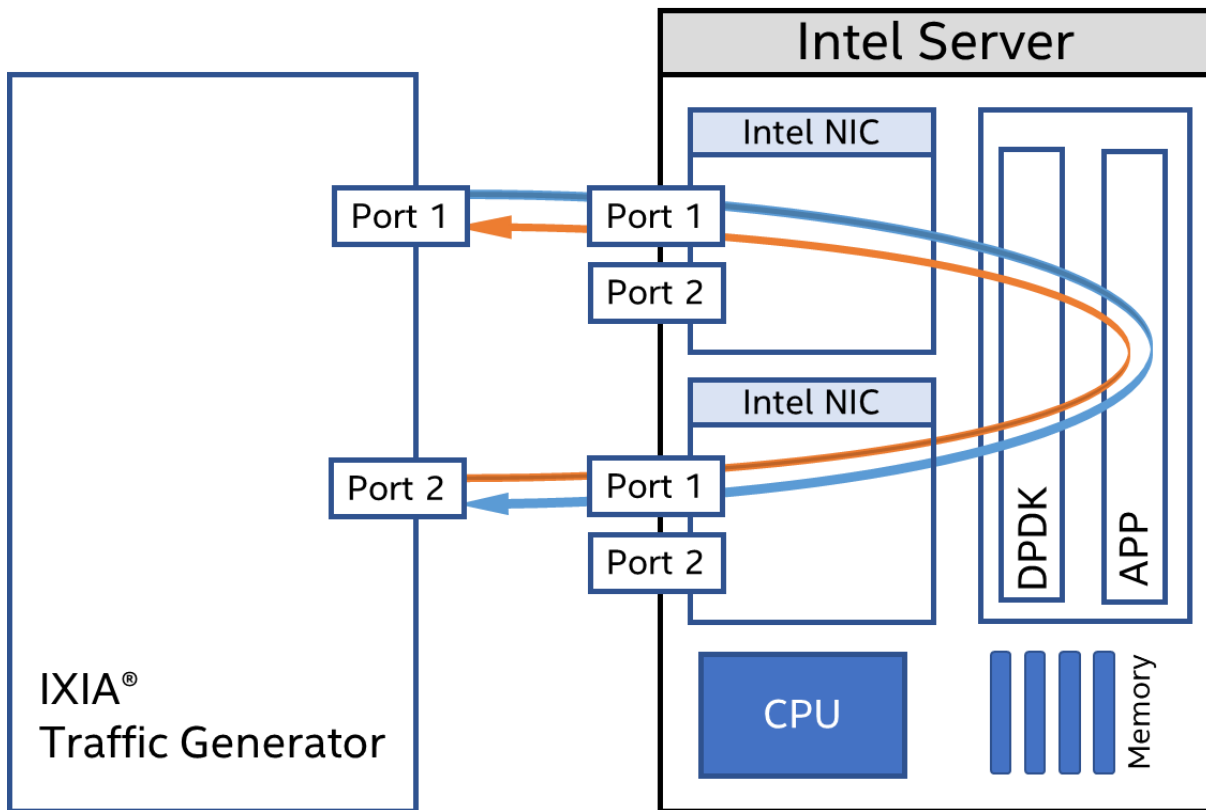 Intel Server
Intel NIC
Port 1
Port 1
Port 2
Intel NIC
Port 2
Port 1
Port 2
DPDK
APP
IXIA®
Traffic Generator
CPU
Memory